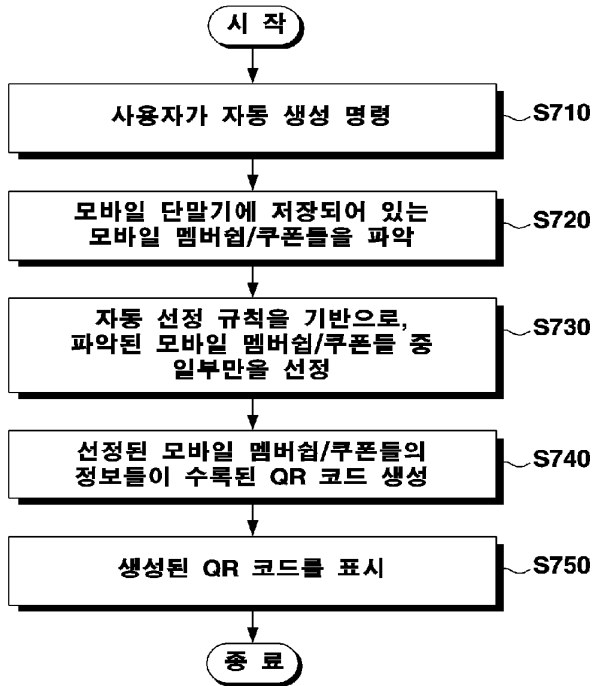 시 작
사용자가 자동 생성 명령
S710
모바일 단말기에 저장되어 있는
모바일 멤버쉽/쿠폰들을 파악
S720
자동 선정 규칙을 기반으로,
파악된 모바일 멤버쉽/쿠폰들 중
일부만을 선정
S730
선정된 모바일 멤버쉽/쿠폰들의
정보들이 수록된 QR 코드 생성
S740
생성된 QR 코드를 표시
S750
종 료